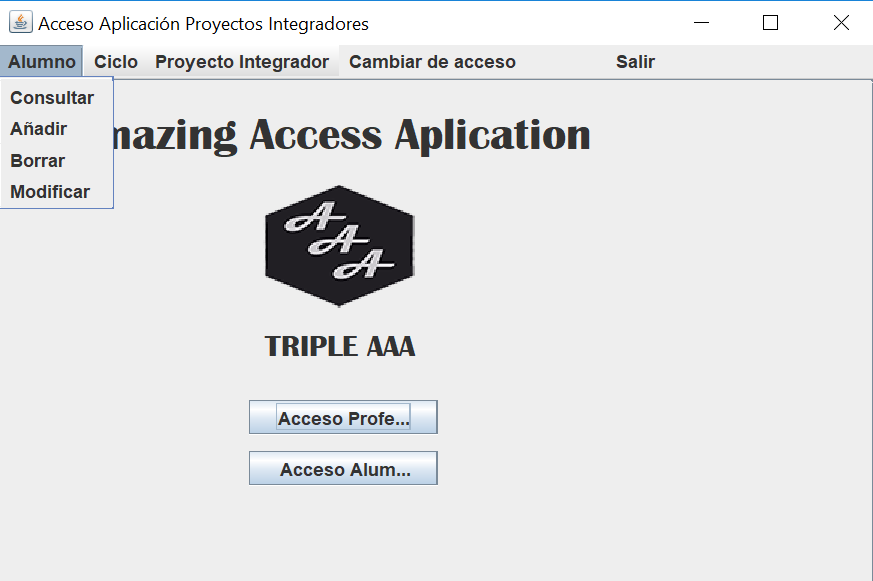 Acceso Aplicación Proyectos Integradores
Alumno Ciclo Proyecto Integrador Cambiar de acceso Salir
Consultar
Añadir
Borrar
Modificar
mazing Access Aplication
AAA
TRIPLE AAA
Acceso Profe...
Acceso Alum...